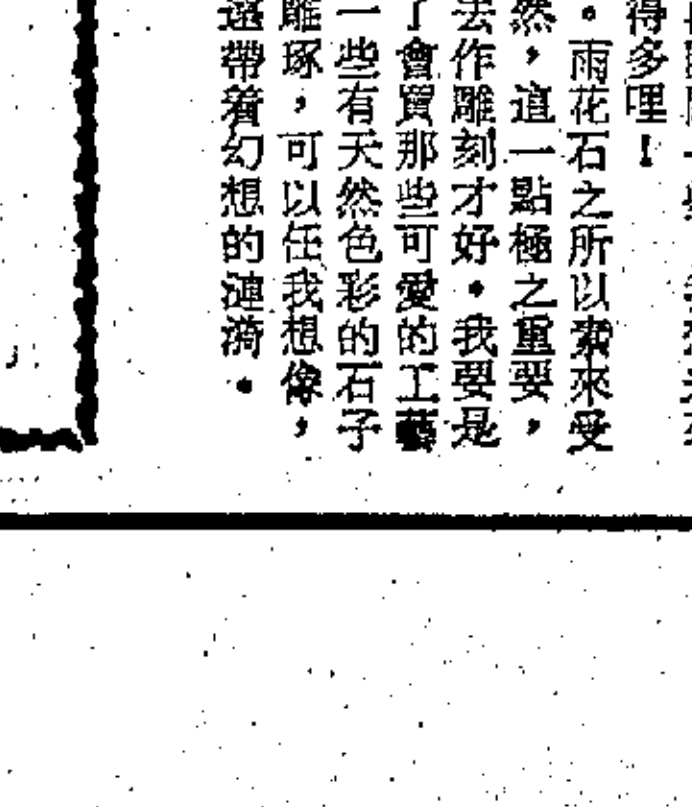 得多哩！
。雨花石之所以素來受
然，這一點極之重要，
去作雕刻才好。我要是
了會買那些可愛的工藝
一些有天然色彩的石子
雕琢，可以任我想像，
還帶着幻想的漣漪。